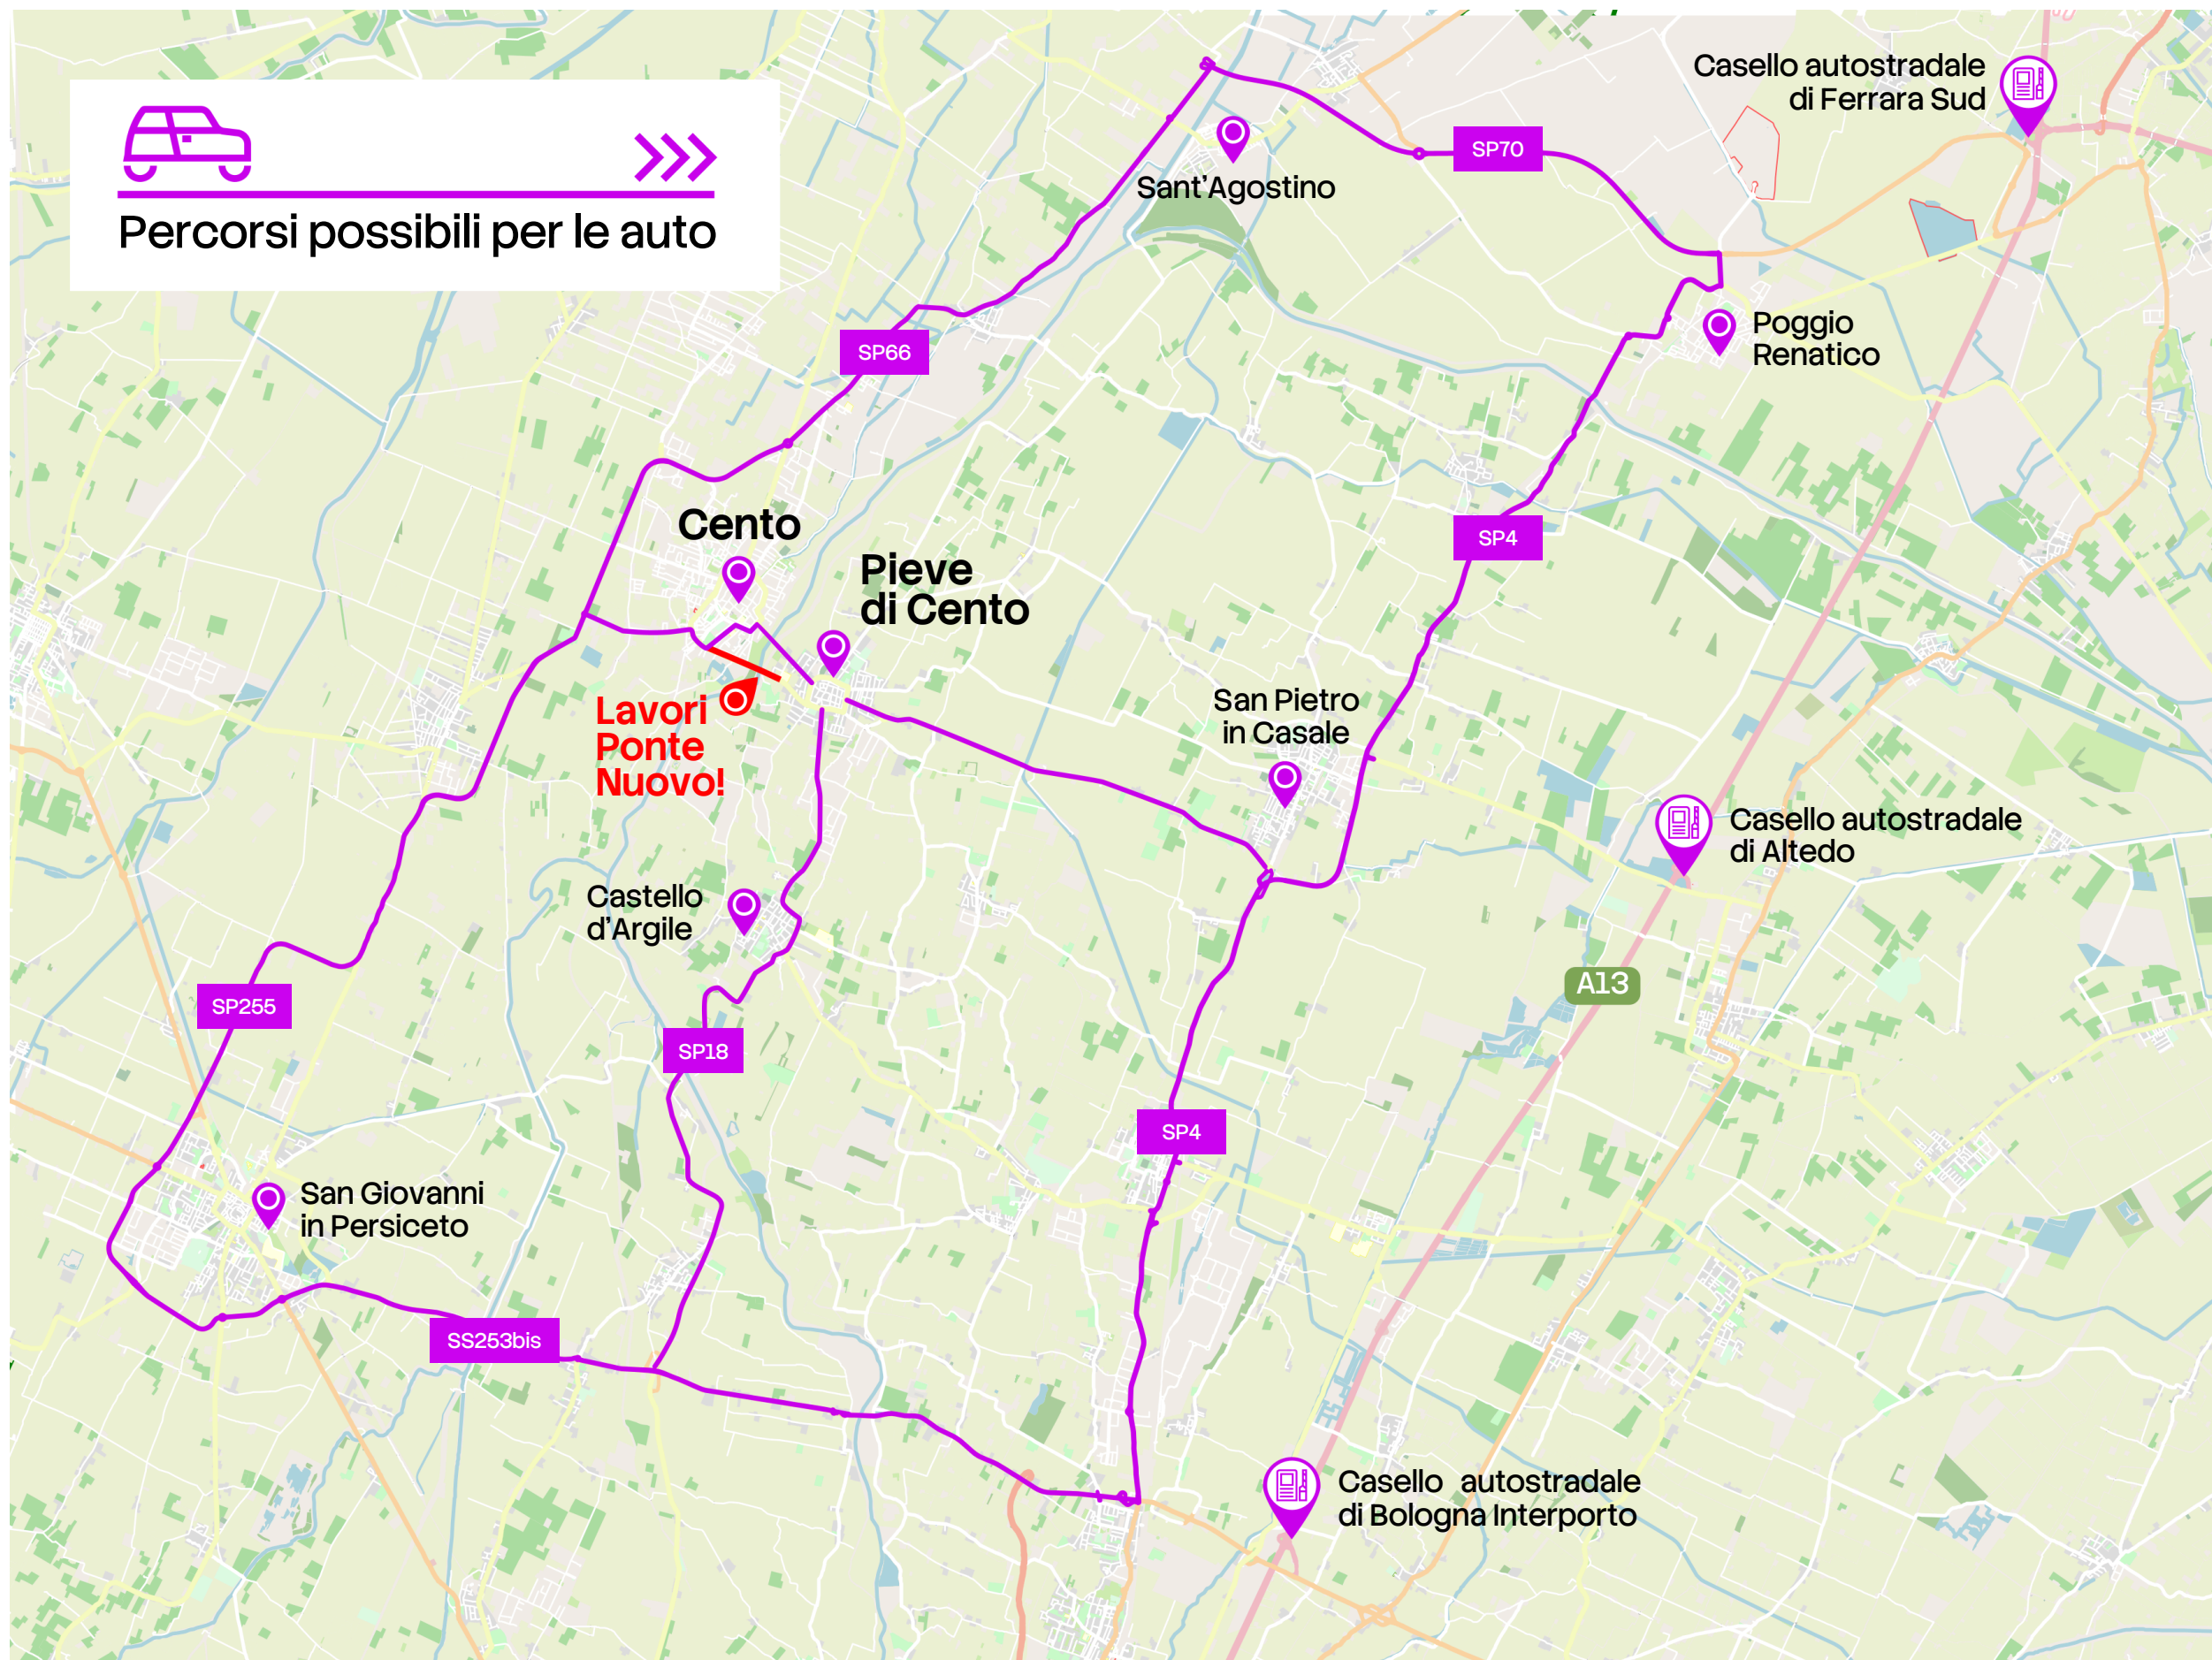 Percorsi possibili per le auto
Casello autostradale
di Ferrara Sud
SP70
Sant'Agostino
Poggio
Renatico
SP66
Cento
SP4
Pieve
di Cento
Lavori
Ponte
Nuovo!
San Pietro
in Casale
Casello autostradale
di Altedo
Castello
d'Argile
A13
SP255
SP18
SP4
San Giovanni
in Persiceto
SS253bis
Casello autostradale
di Bologna Interporto